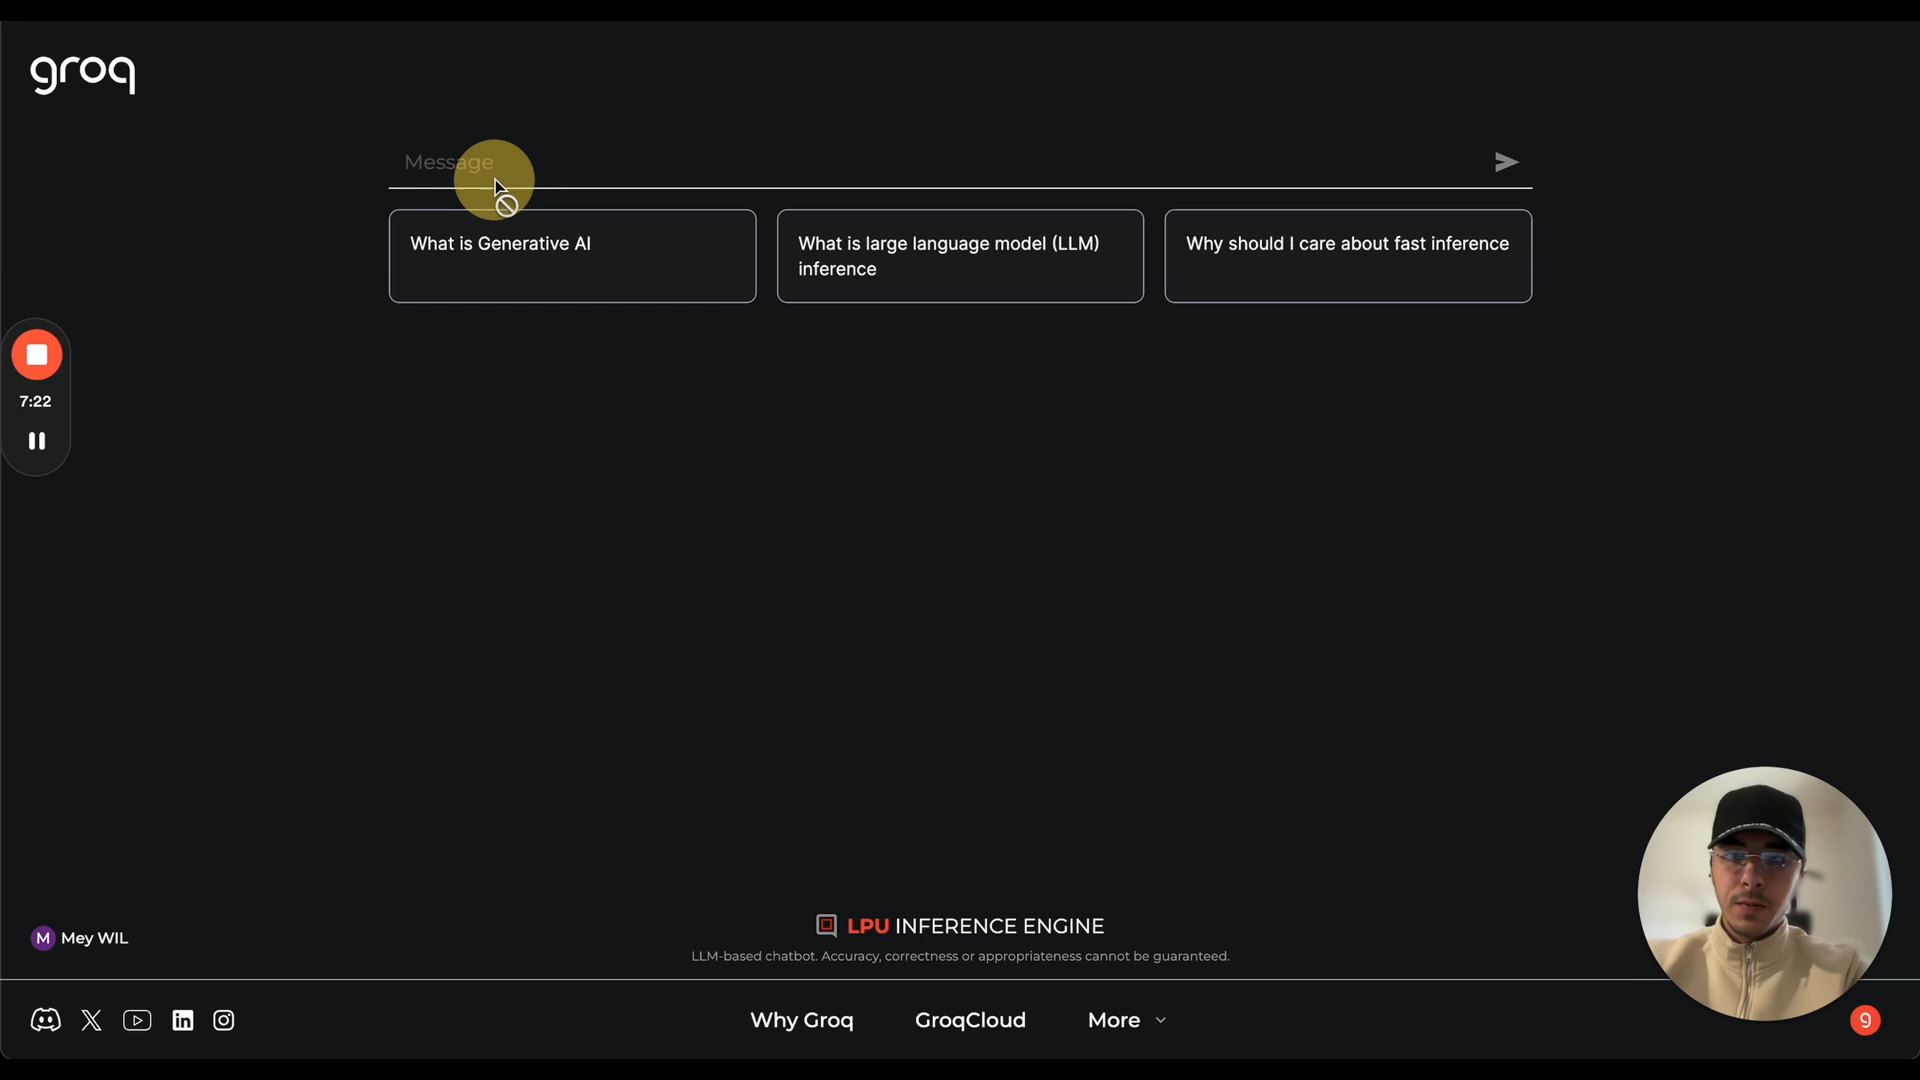 groq
Message
What is Generative AI
What is large language model (LLM)
inference
Why should I care about fast inference
7:22
LPU INFERENCE ENGINE
M Mey WIL
LLM-based chatbot. Accuracy, correctness or appropriateness cannot be guaranteed.
in
Why Groq
GroqCloud
More
g